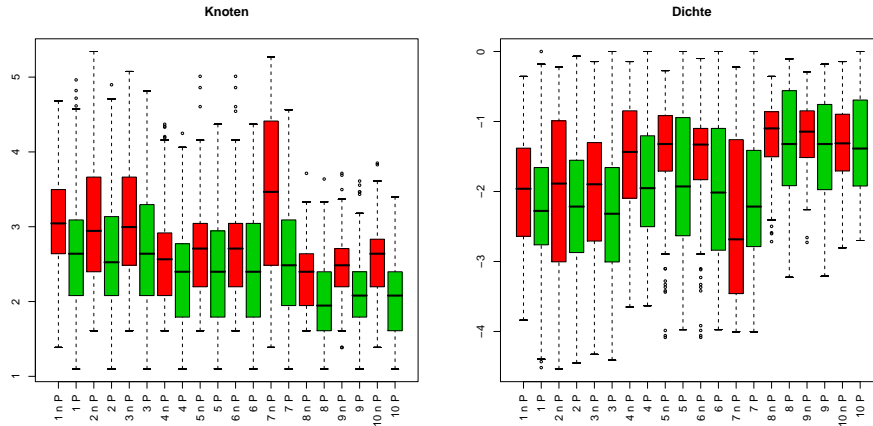 Knoten
5
4
3
2
1
1 n P
1 P
2 n P
2 P
3 n P
3 P
4 n P
4 P
5 n P
5 P
6 n P
6 P
7 n P
7 P
8 n P
8 P
9 n P
9 P
10 n P
10 P
Dichte
0
−1
−2
−3
−4
1 n P
1 P
2 n P
2 P
3 n P
3 P
4 n P
4 P
5 n P
5 P
6 n P
6 P
7 n P
7 P
8 n P
8 P
9 n P
9 P
10 n P
10 P